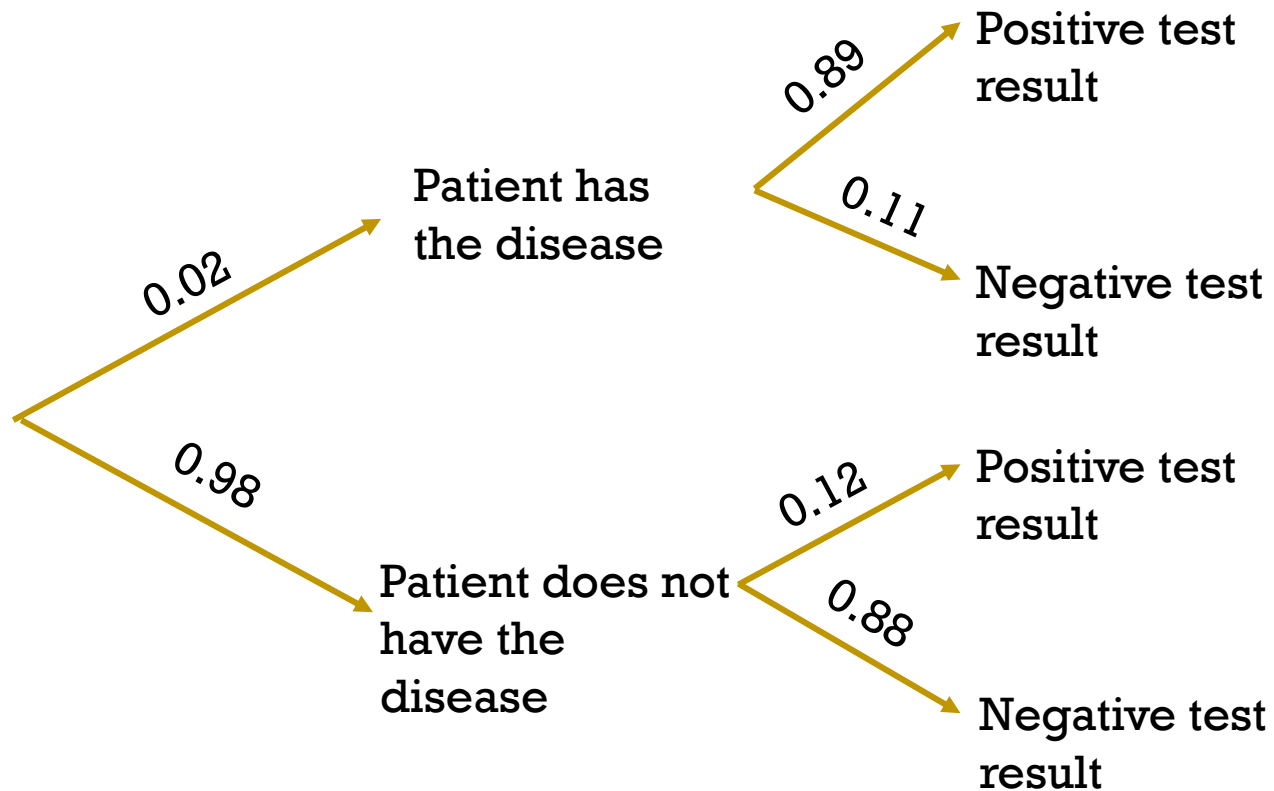 Positive test
result
0.89
Patient has
the disease
0.11
0.02
Negative test
result
0.98
Positive test
result
0.12
Patient does not
have the
disease
0.88
Negative test
result